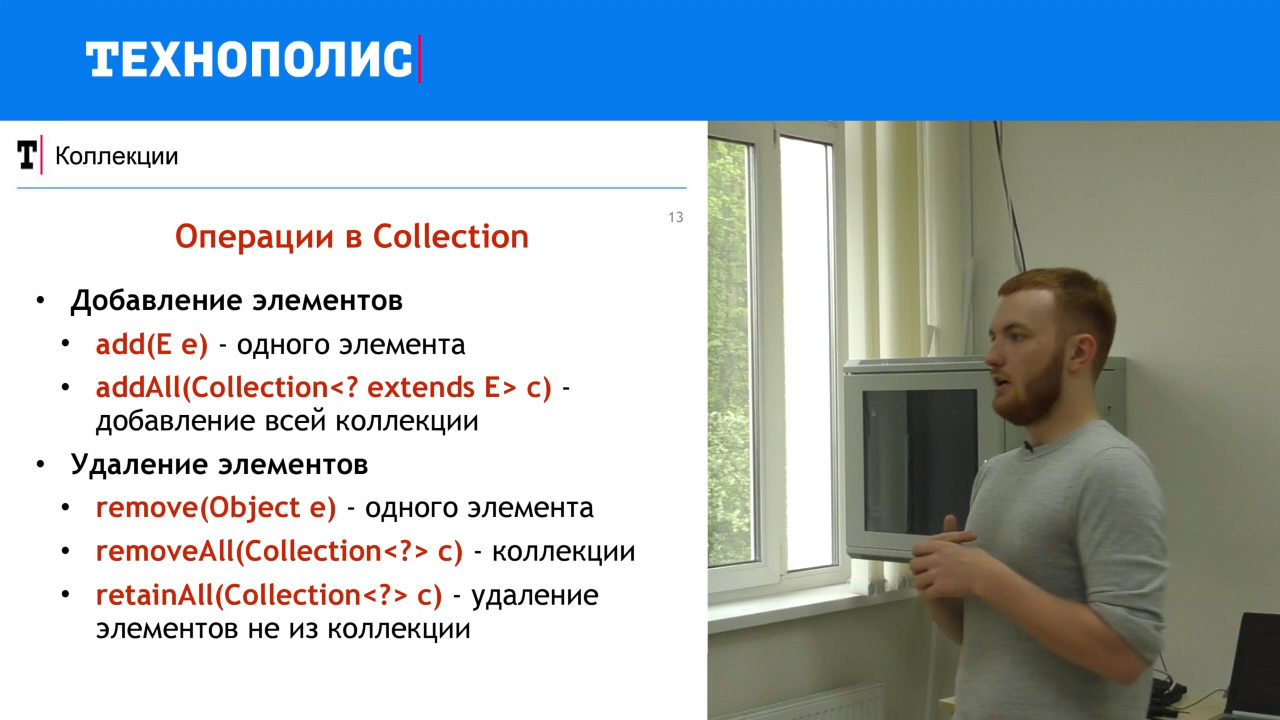 ТЕХНОПОЛИС
Т Коллекции
13
Операции в Collection
• Добавление элементов
• add(E e) - одного элемента
• addAll(Collection<? extends E> c) -
добавление всей коллекции
• Удаление элементов
• remove(Object e) - одного элемента
• removeAll(Collection<?> c) - коллекции
• retainAll(Collection<?> c) - удаление
элементов не из коллекции